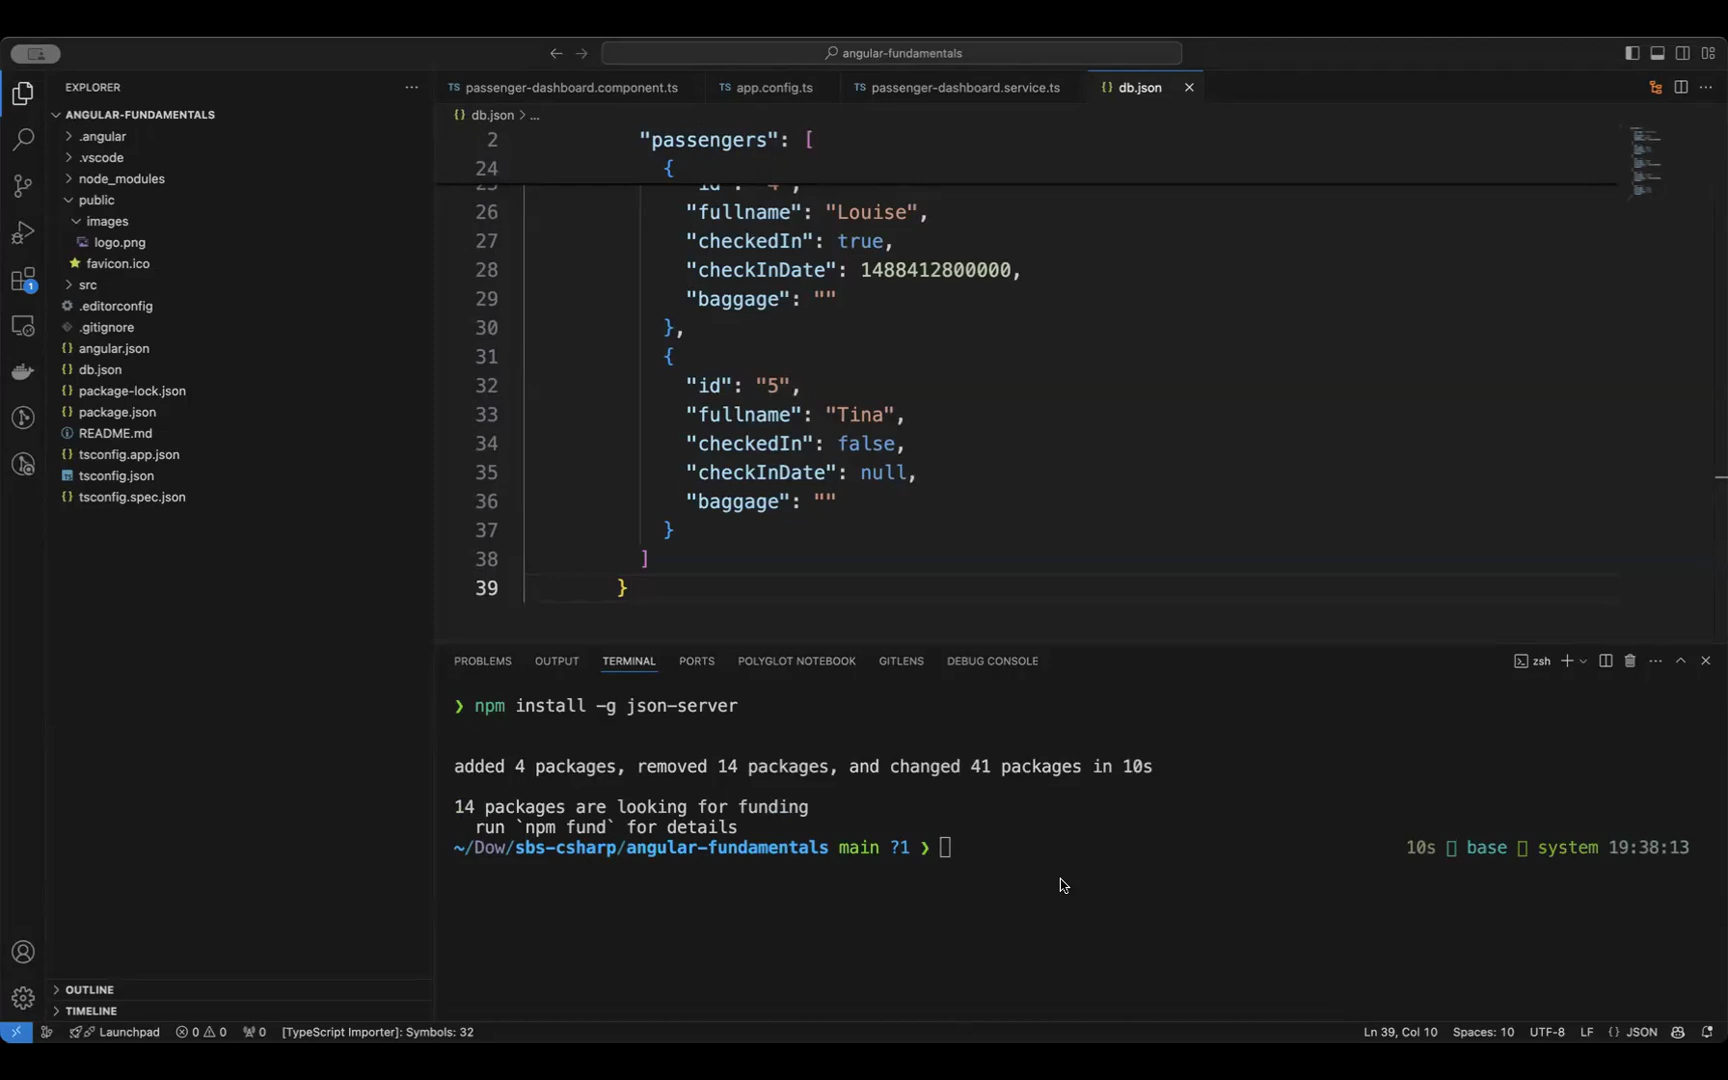 angular-fundamentals
EXPLORER
ANGULAR-FUNDAMENTALS
.angular
.vscode
node_modules
public
images
logo.png
favicon.ico
src
.editorconfig
.gitignore
angular.json
db.json
package-lock.json
package.json
README.md
tsconfig.app.json
tsconfig.json
tsconfig.spec.json
OUTLINE
TIMELINE
passenger-dashboard.component.ts app.config.ts passenger-dashboard.service.ts db.json
db.json > ...
2 "passengers": [
24 {
25 "id": "4",
26 "fullname": "Louise",
27 "checkedIn": true,
28 "checkInDate": 1488412800000,
29 "baggage": ""
30 },
31 {
32 "id": "5",
33 "fullname": "Tina",
34 "checkedIn": false,
35 "checkInDate": null,
36 "baggage": ""
37 }
38 ]
39 }
PROBLEMS OUTPUT TERMINAL PORTS POLYGLOT NOTEBOOK GITLENS DEBUG CONSOLE zsh
❯ npm install -g json-server
added 4 packages, removed 14 packages, and changed 41 packages in 10s
14 packages are looking for funding
run `npm fund` for details
~/Dow/sbs-csharp/angular-fundamentals main ?1 ❯ 10s base system 19:38:13
Launchpad 0 0 0 [TypeScript Importer]: Symbols: 32 Ln 39, Col 10 Spaces: 10 UTF-8 LF {} JSON